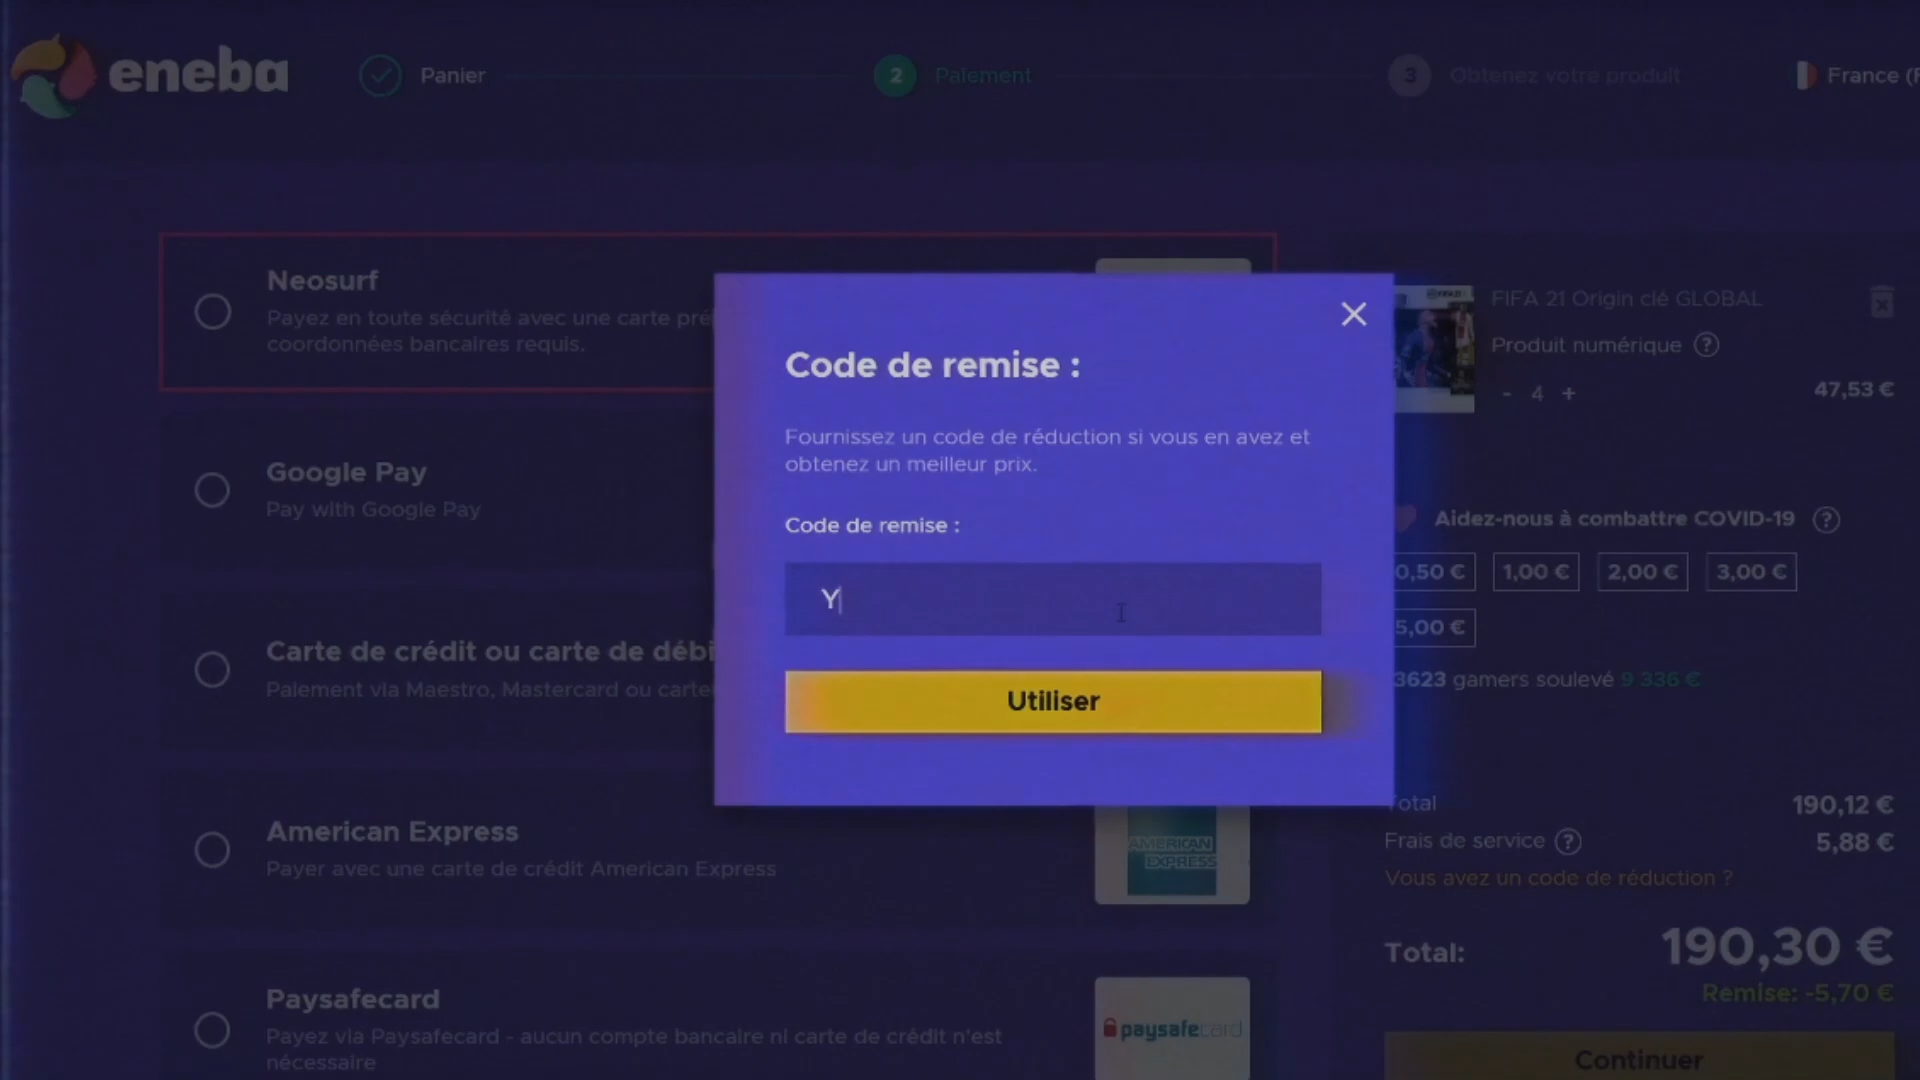 eneba
Panier
2
Paiement
3
Obtenez votre produit
France (F
Neosurf
Payez en toute sécurité avec une carte pré
coordonnées bancaires requis.
Google Pay
Pay with Google Pay
Carte de crédit ou carte de débi
Paiement via Maestro, Mastercard ou carte
American Express
Payer avec une carte de crédit American Express
AMERICAN
EXPRESS
Paysafecard
Payez via Paysafecard - aucun compte bancaire ni carte de crédit n'est
nécessaire
paysafecard
Code de remise :
Fournissez un code de réduction si vous en avez et
obtenez un meilleur prix.
Code de remise :
Y
Utiliser
FIFA 21 Origin clé GLOBAL
Produit numérique ?
- 4 +
47,53 €
Aidez-nous à combattre COVID-19 ?
0,50 €
1,00 €
2,00 €
3,00 €
5,00 €
3623 gamers soulevé 9 336 €
Total
190,12 €
Frais de service ?
5,88 €
Vous avez un code de réduction ?
Total:
190,30 €
Remise: -5,70 €
Continuer